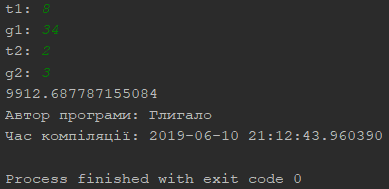 t1: 8
g1: 34
t2: 2
g2: 3
9912.687787155084
Автор програми: Глигало
Час компіляції: 2019-06-10 21:12:43.960390
Process finished with exit code 0